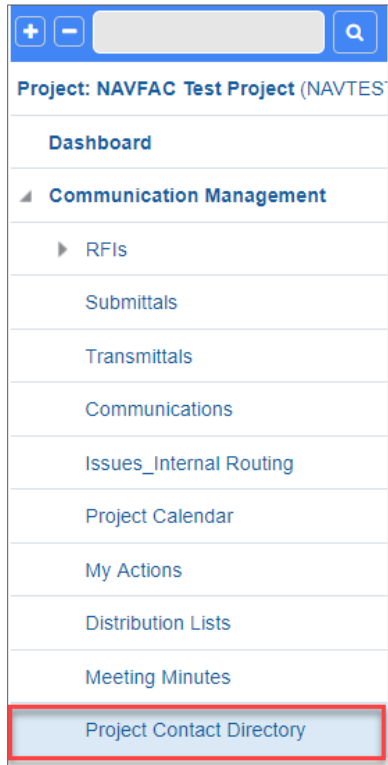 Project: NAVFAC Test Project (NAVTES
Dashboard
Communication Management
RFIs
Submittals
Transmittals
Communications
Issues_Internal Routing
Project Calendar
My Actions
Distribution Lists
Meeting Minutes
Project Contact Directory